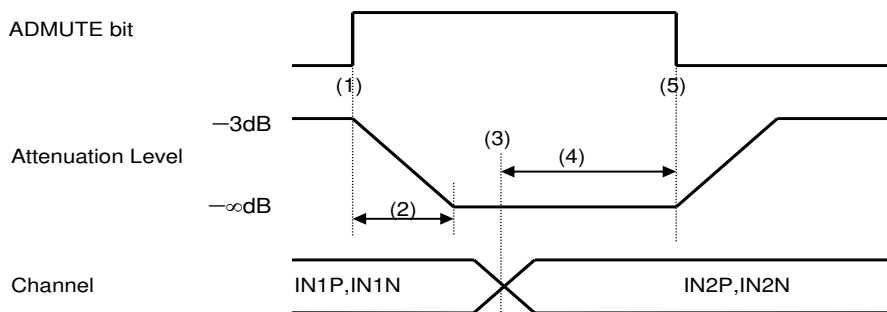 ADMUTE bit
(1)
(5)
−3dB
(3)
Attenuation Level
(4)
(2)
−∞dB
Channel
IN1P,IN1N
IN2P,IN2N